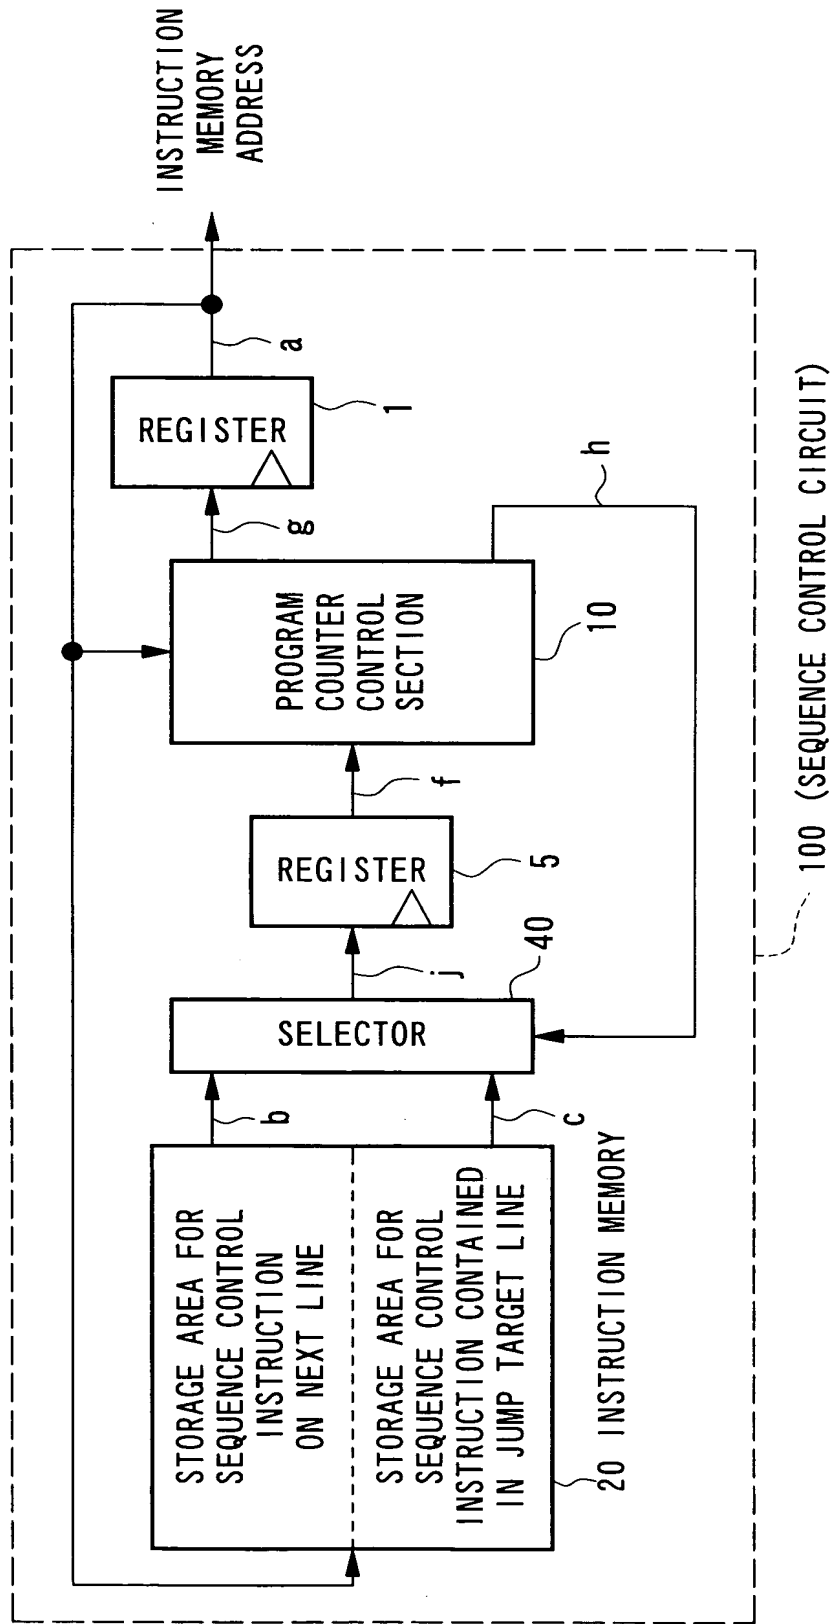 INSTRUCTION
MEMORY
ADDRESS
a
REGISTER
1
g
h
PROGRAM
COUNTER
CONTROL
SECTION
10
f
REGISTER
5
j
40
SELECTOR
b
c
STORAGE AREA FOR
SEQUENCE CONTROL
INSTRUCTION
ON NEXT LINE
STORAGE AREA FOR
SEQUENCE CONTROL
INSTRUCTION CONTAINED
IN JUMP TARGET LINE
20 INSTRUCTION MEMORY
100 (SEQUENCE CONTROL CIRCUIT)